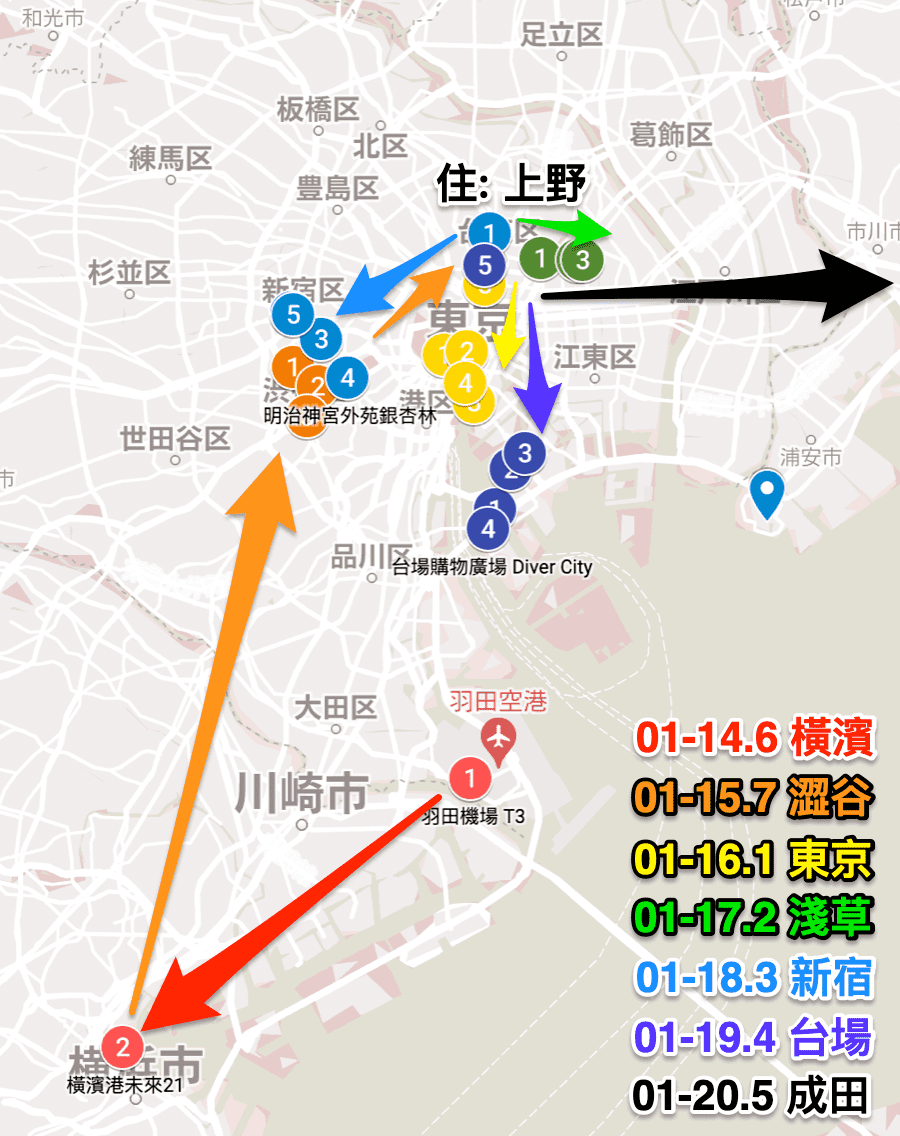 和光市
松戸市
足立区
板橋区
葛飾区
北区
練馬区
豊島区
住: 上野
1
市川市
杉並区
5
1
3
新宿区
東京
5
3
1
2
江東区
1
2
4
4
港区
3
明治神宮外苑銀杏林
世田谷区
市
浦安市
3
2
1
4
品川区
台場購物廣場 Diver City
羽田空港
大田区
1
川崎市
羽田機場 T3
01-14.6 橫濱
01-15.7 澀谷
01-16.1 東京
01-17.2 淺草
01-18.3 新宿
01-19.4 台場
01-20.5 成田
2
横浜市
橫濱港未來21